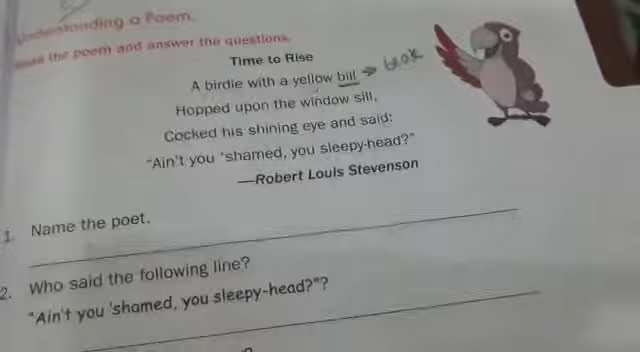 Understanding a Poem.
Read the poem and answer the questions.
Time to Rise
A birdie with a yellow bill → beak
Hopped upon the window sill,
Cocked his shining eye and said:
"Ain't you 'shamed, you sleepy-head?"
—Robert Louis Stevenson
1. Name the poet.
2. Who said the following line?
"Ain't you 'shamed, you sleepy-head?"?